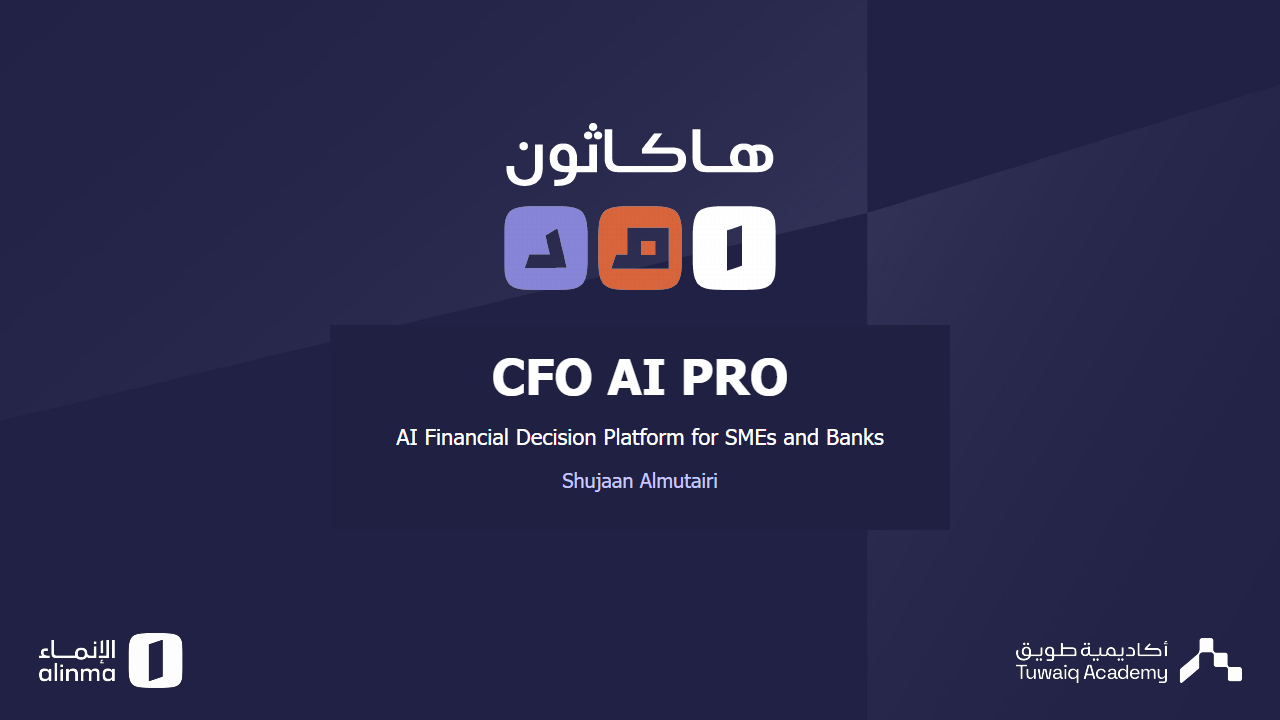 هاكاثون
امد
CFO AI PRO
AI Financial Decision Platform for SMEs and Banks
Shujaan Almutairi
الإنماء
alinma
أكاديمية طويق
Tuwaiq Academy